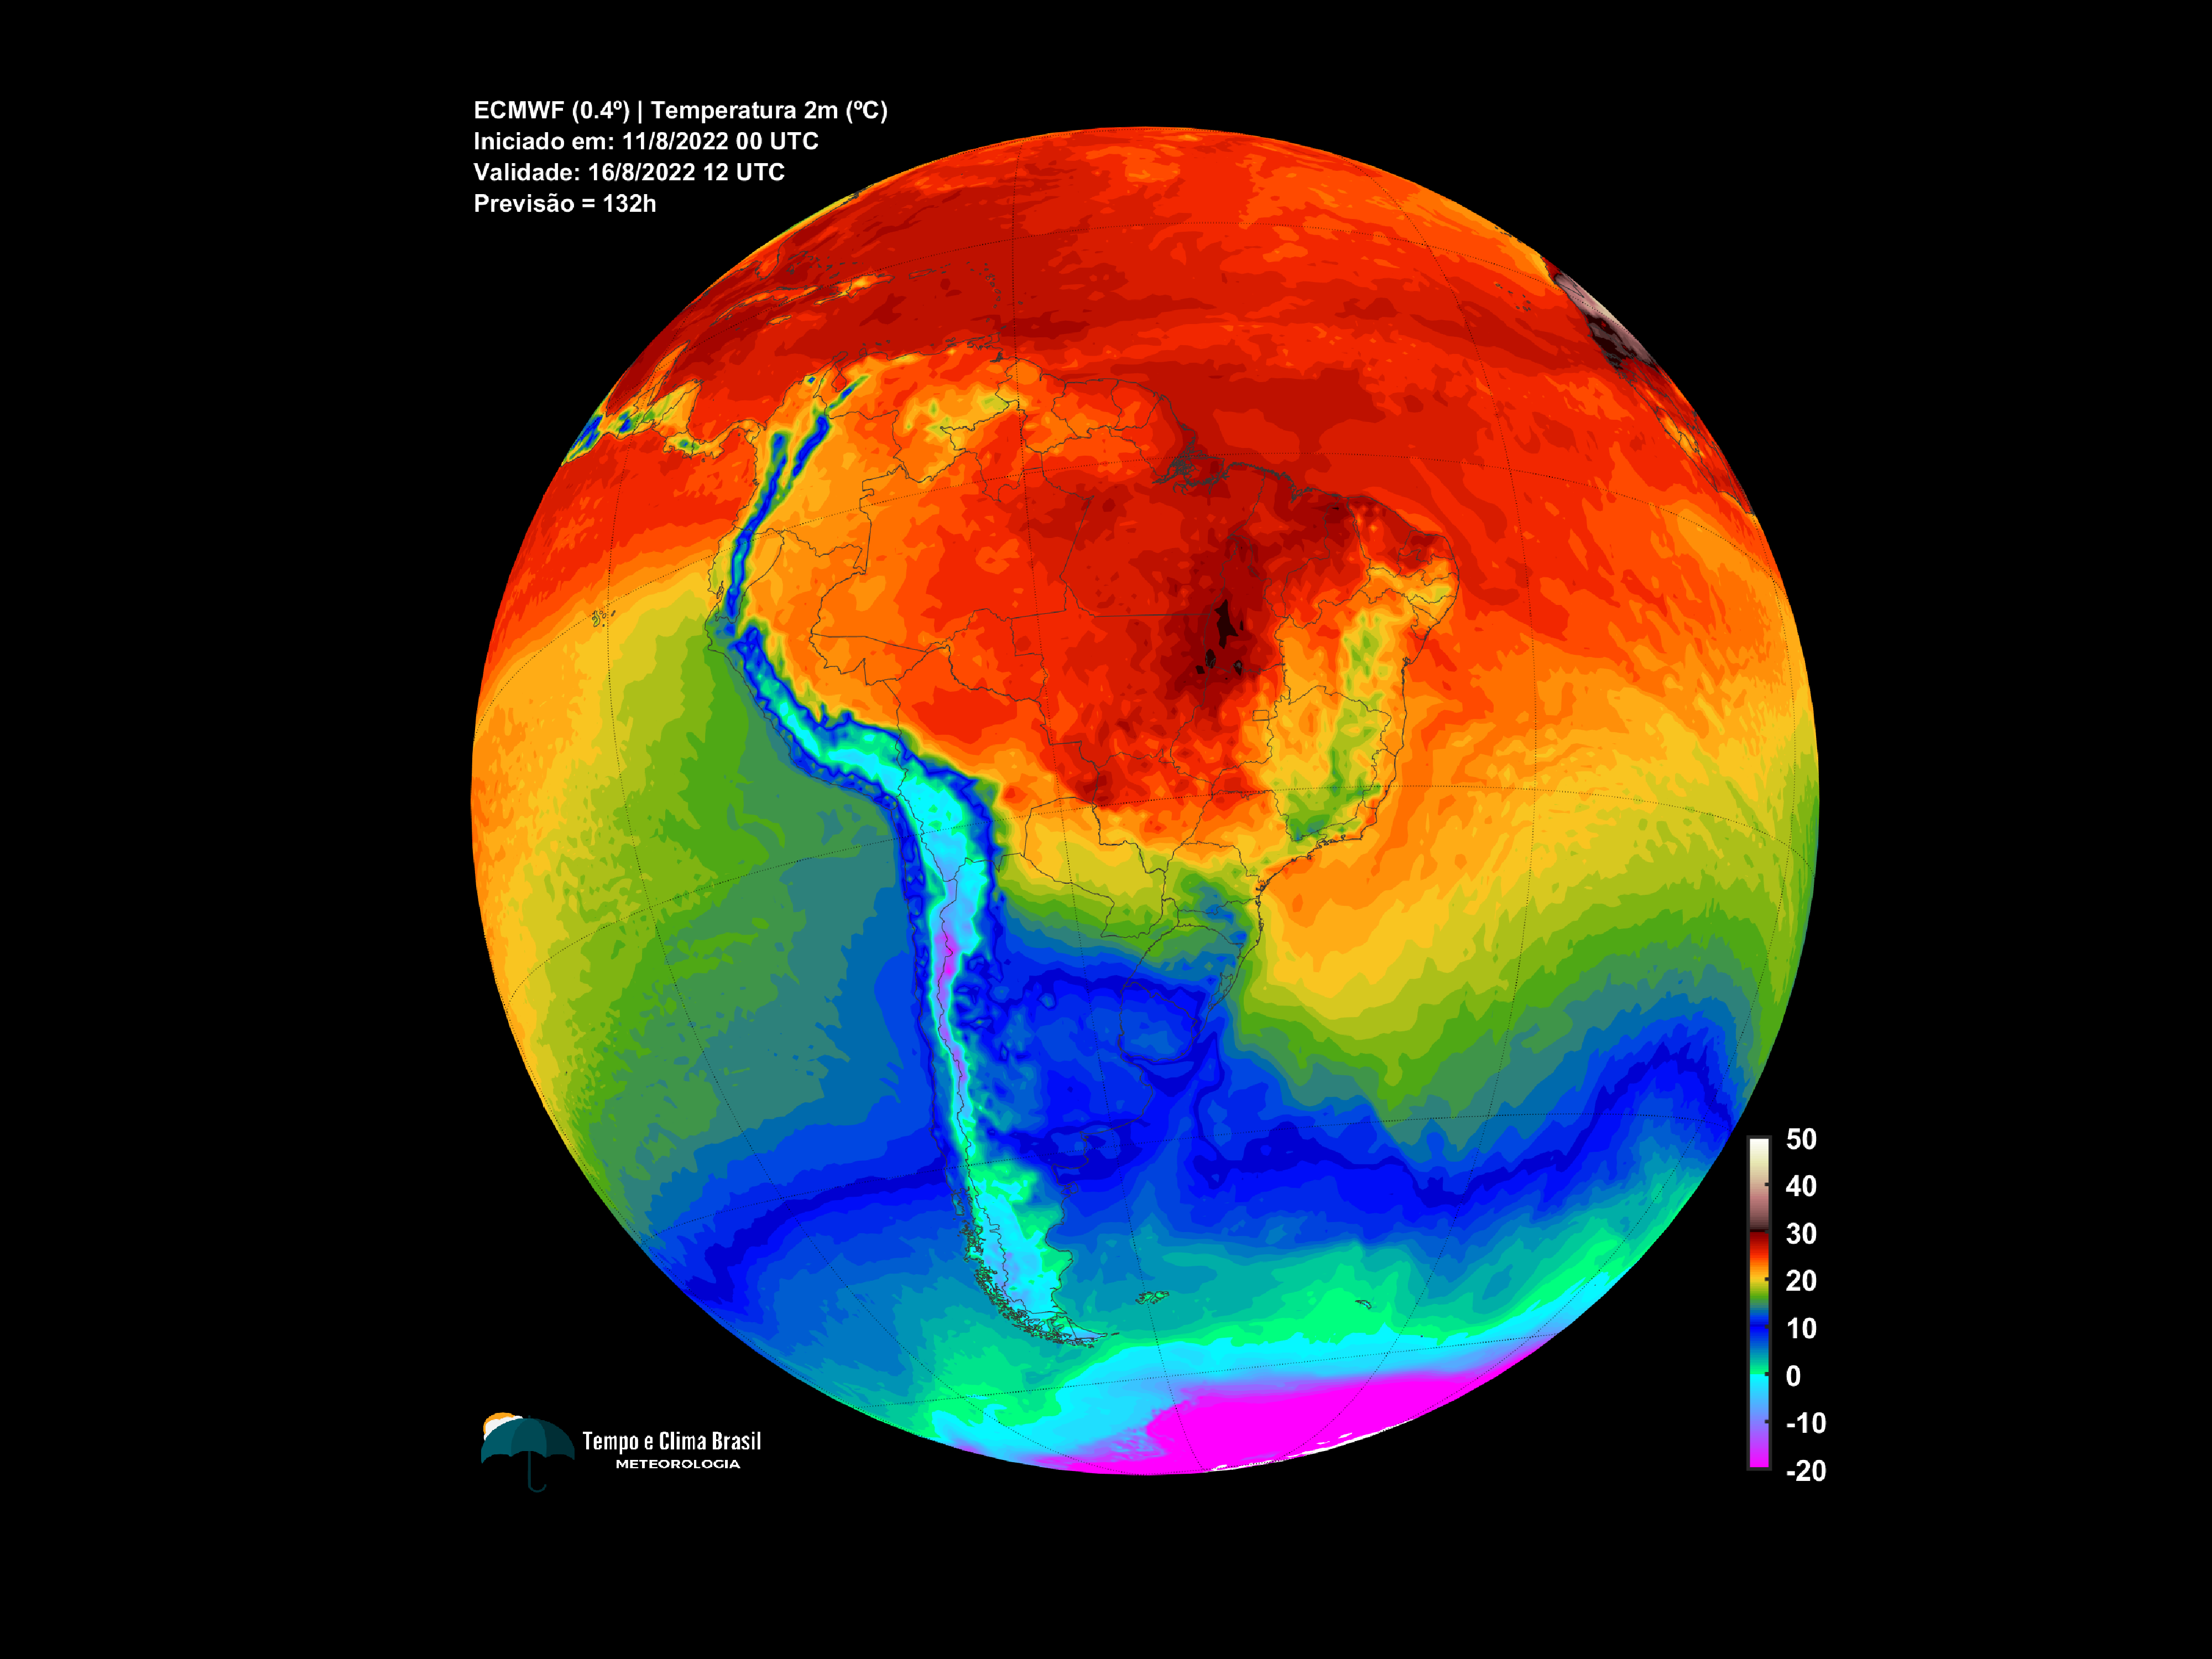 ECMWF (0.4º) | Temperatura 2m (ºC)
Iniciado em: 11/8/2022 00 UTC
Validade: 16/8/2022 12 UTC
Previsão = 132h
50
40
30
20
10
0
-10
-20
Tempo e Clima Brasil
METEOROLOGIA